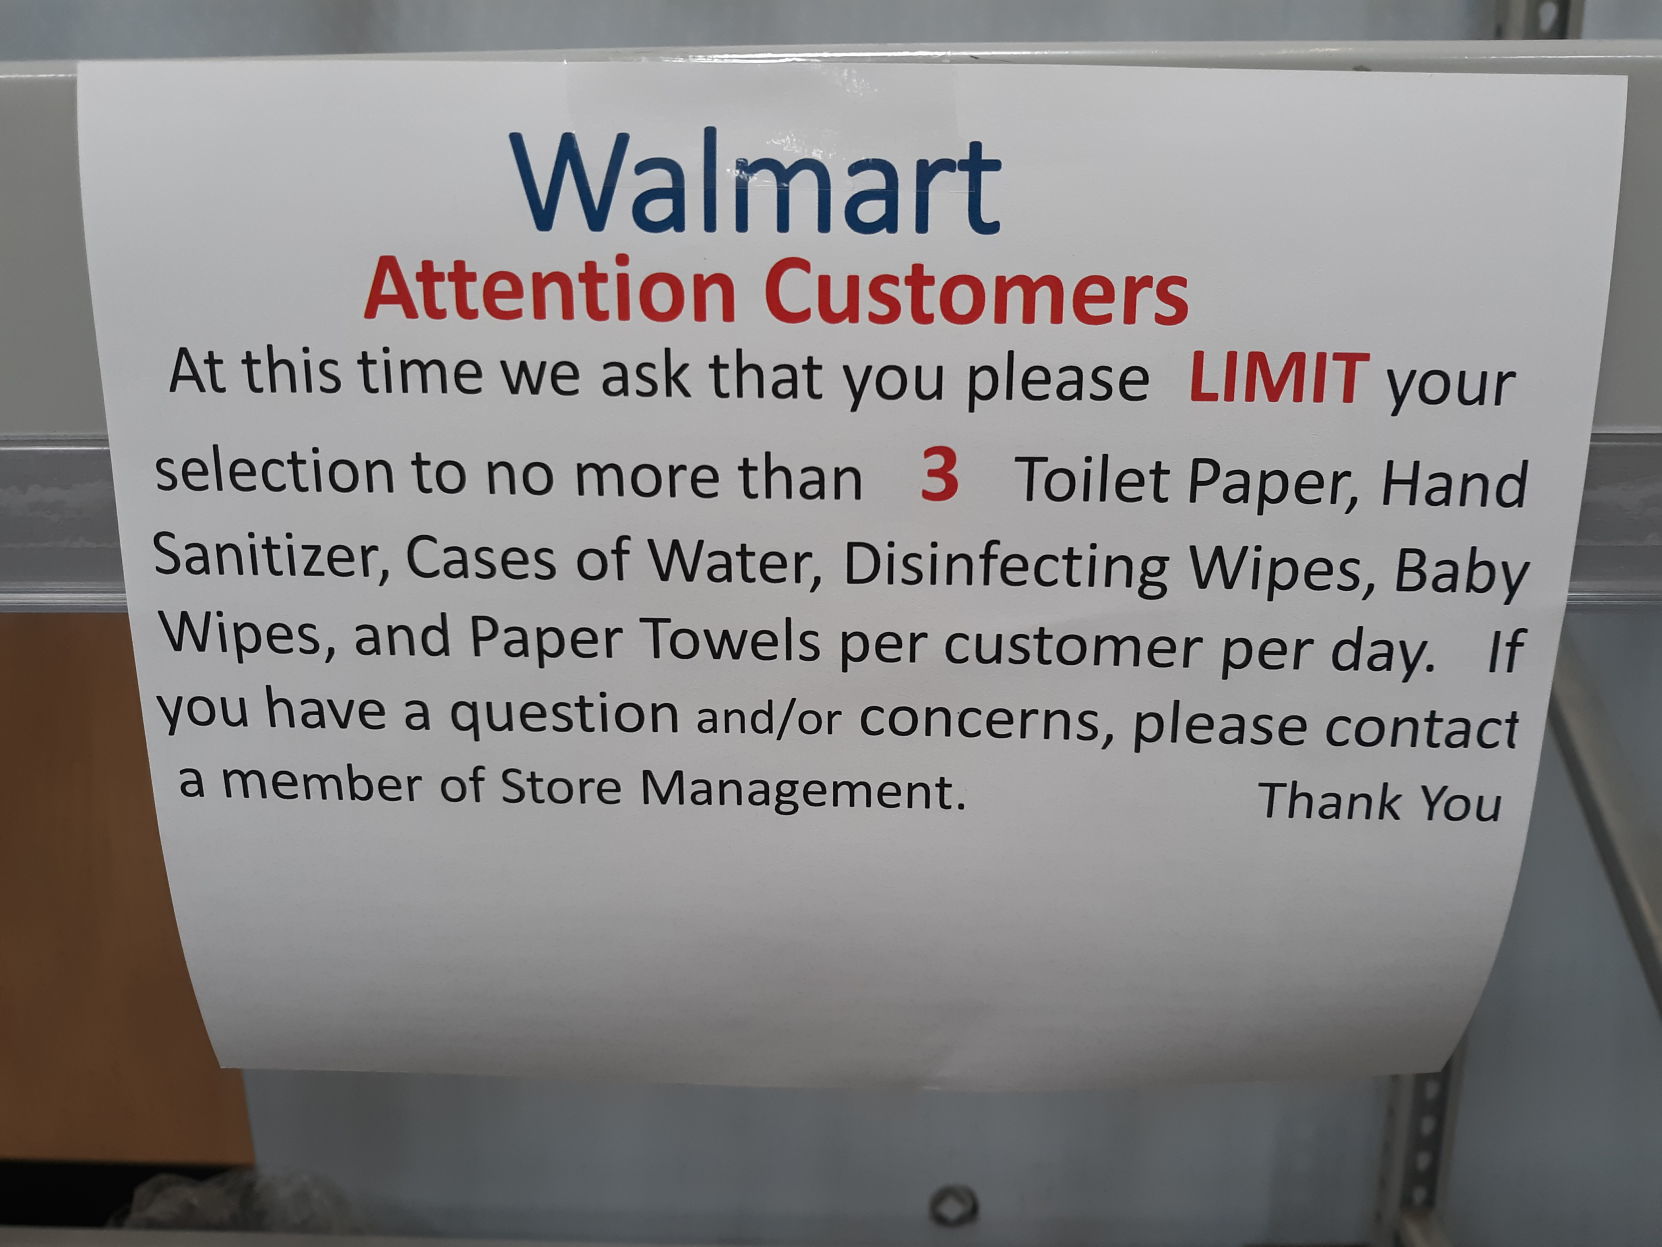 Walmart
Attention Customers
At this time we ask that you please LIMIT your
selection to no more than 3 Toilet Paper, Hand
Sanitizer, Cases of Water, Disinfecting Wipes, Baby
Wipes, and Paper Towels per customer per day. If
you have a question and/or concerns, please contact
a member of Store Management. Thank You